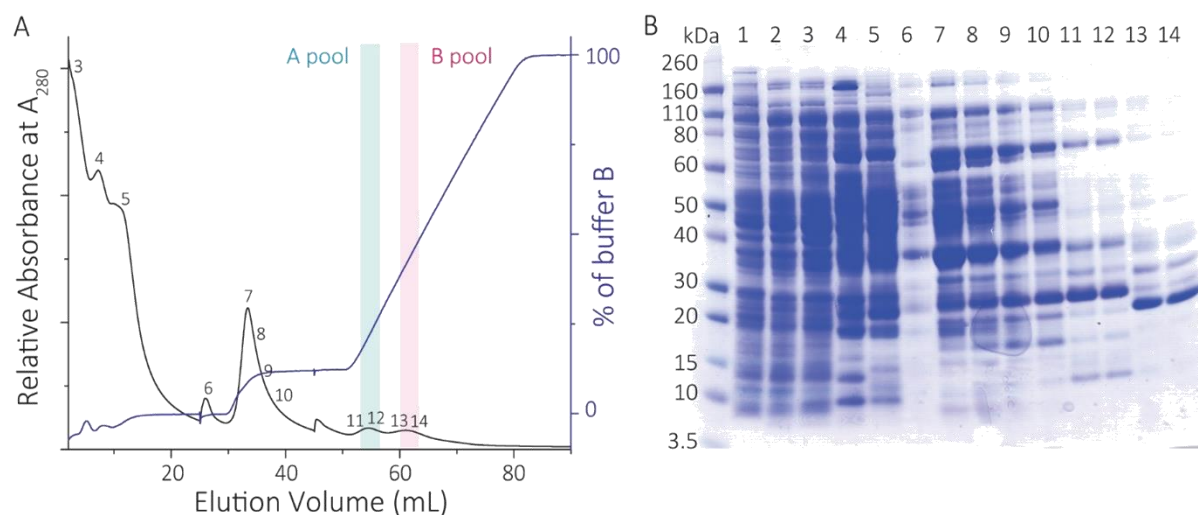 A
Relative Absorbance at A280
3
4
5
6
7
8
9
10
11 12 13 14
A pool
B pool
100
0
% of buffer B
20 40 60 80
Elution Volume (mL)
B
kDa 1 2 3 4 5 6 7 8 9 10 11 12 13 14
260
160
110
80
60
50
40
30
20
15
10
3.5